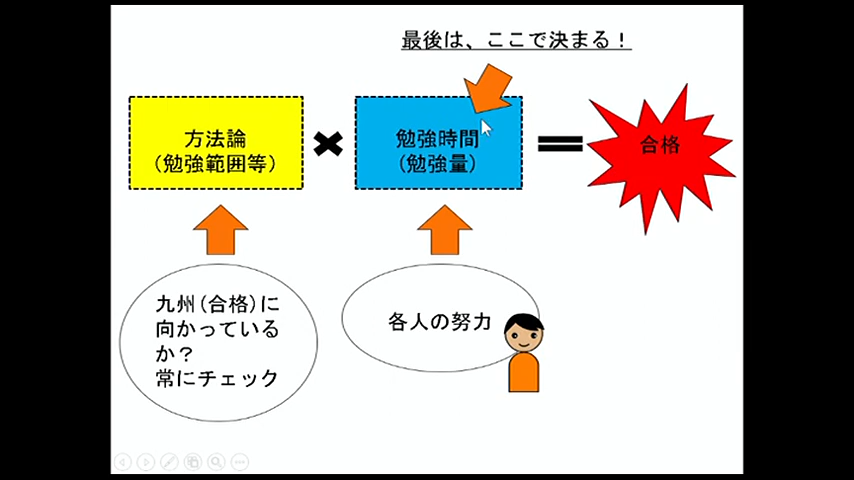 最後は、ここで決まる！
方法論
（勉強範囲等）
勉強時間
（勉強量）
合格
九州（合格）に
向かっている
か？
常にチェック
各人の努力